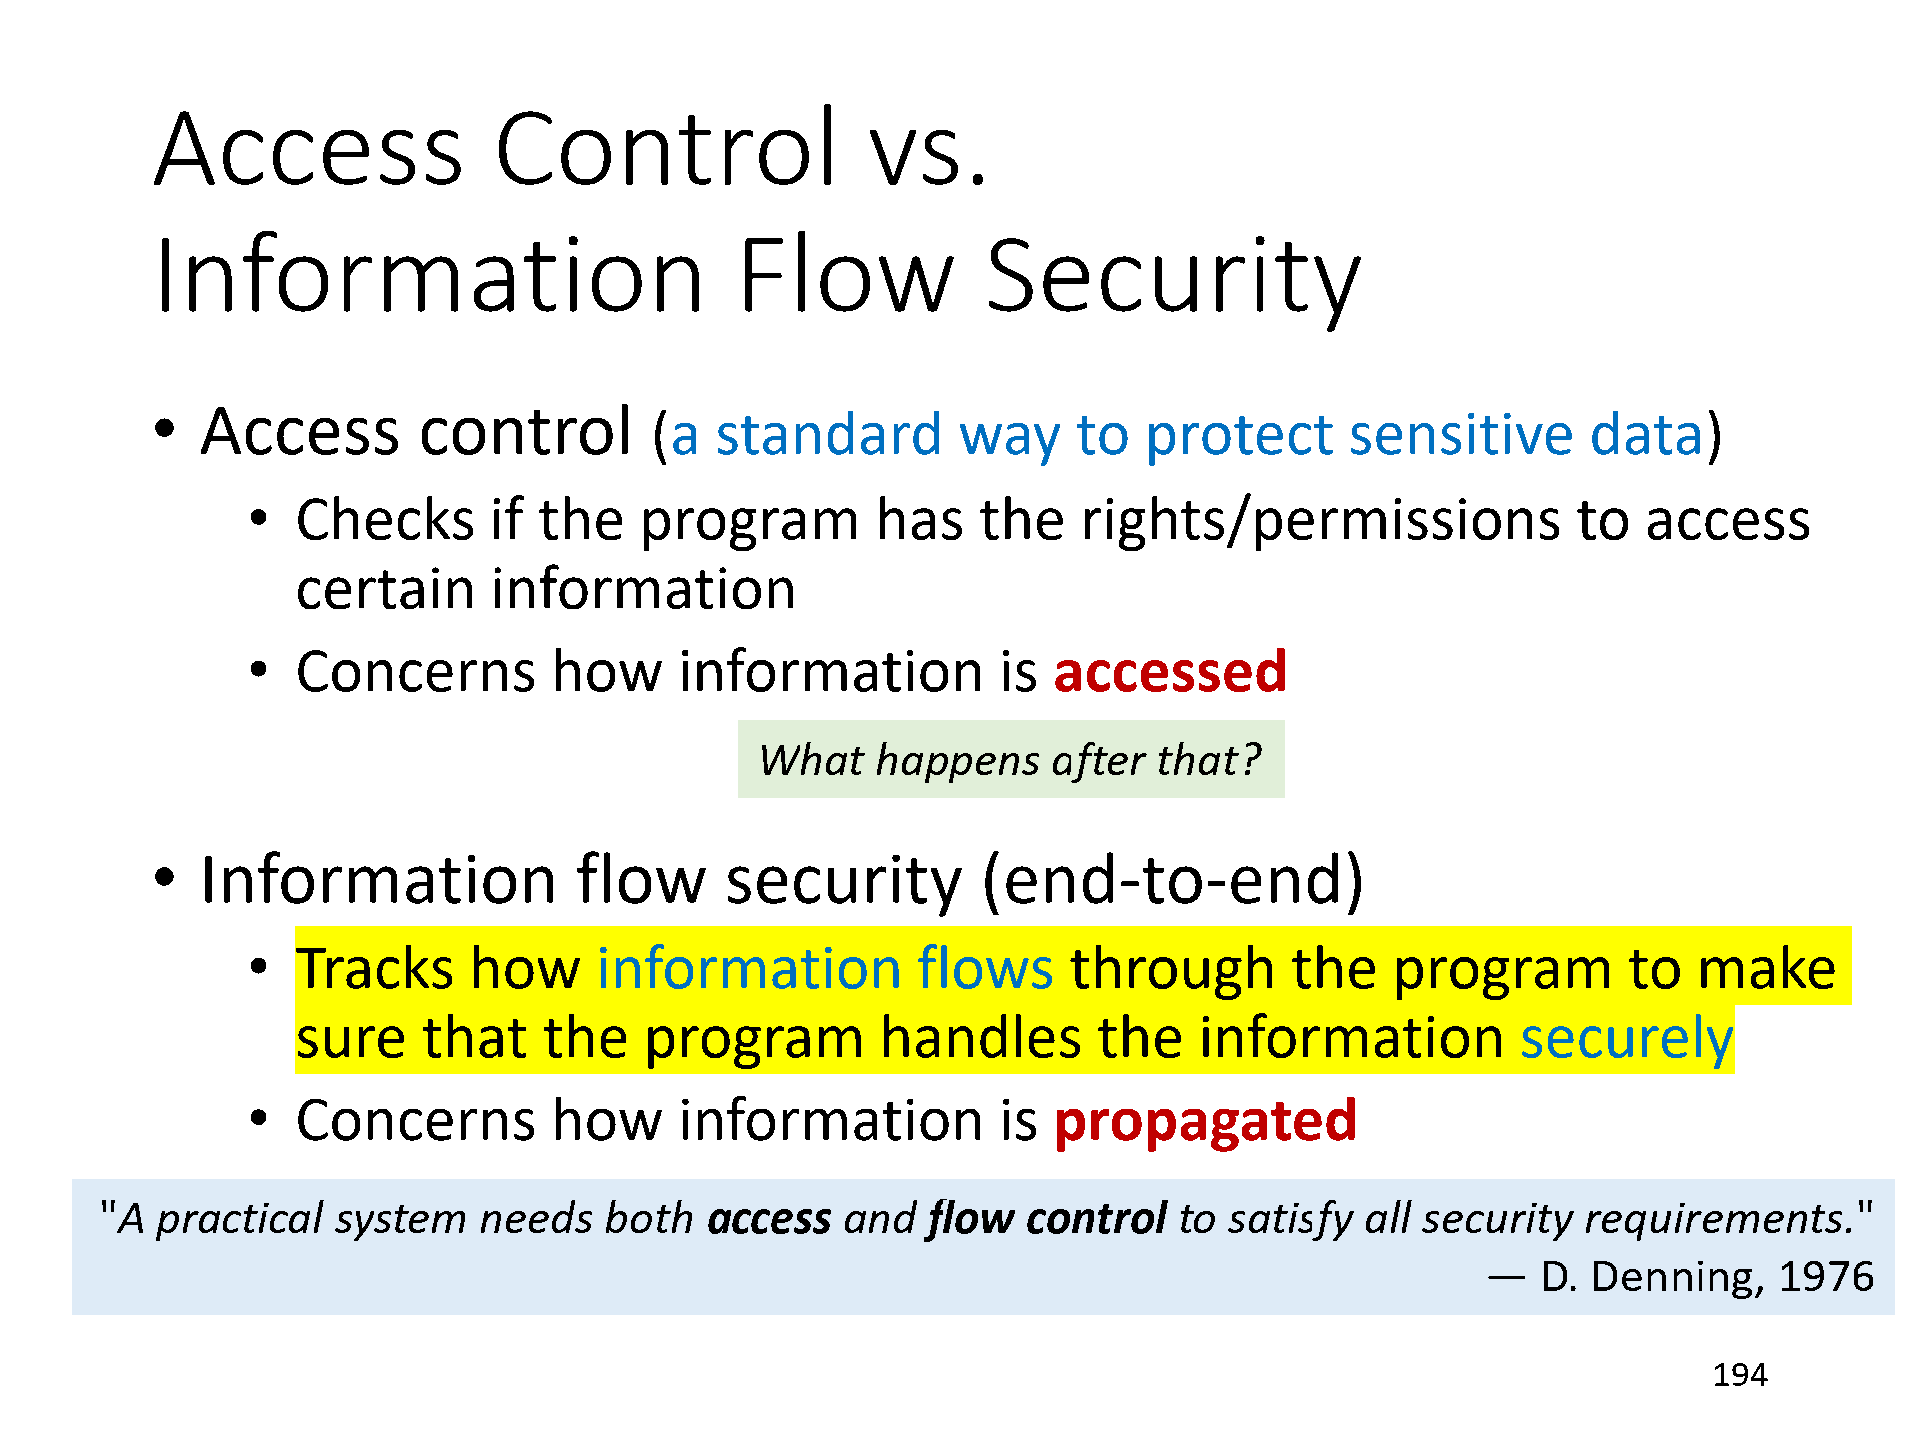 Access Control vs.
Information Flow Security
• Access control (a standard way to protect sensitive data)
• Checks if the program has the rights/permissions to access
certain information
• Concerns how information is accessed
What happens after that?
• Information flow security (end-to-end)
• Tracks how information flows through the program to make
sure that the program handles the information securely
• Concerns how information is propagated
"A practical system needs both access and flow control to satisfy all security requirements."
— D. Denning, 1976
194